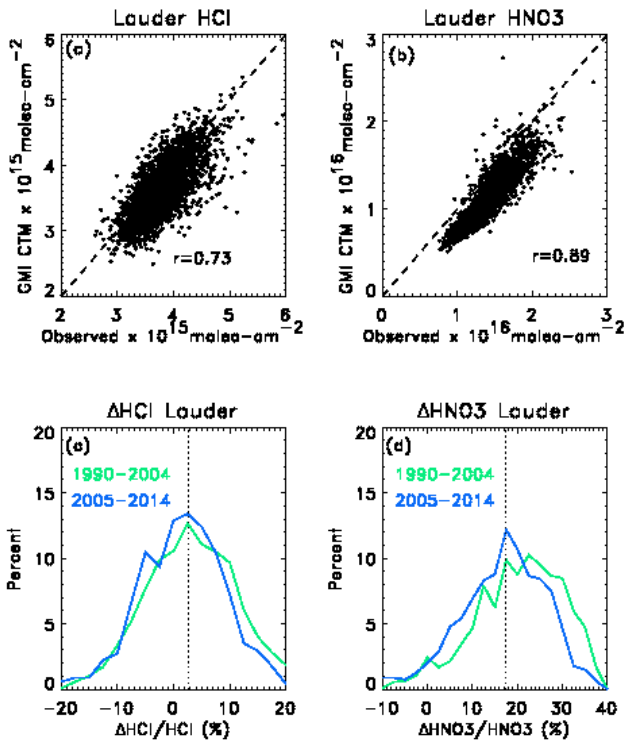 Lauder HCl
Lauder HNO3
(a)
(b)
GMI CTM x 10^15 molec-cm^-2
6
5
4
3
2
r=0.73
2 3 4 5 6
Observed x 10^15 molec-cm^-2
GMI CTM x 10^16 molec-cm^-2
3
2
1
0
r=0.89
0 1 2 3
Observed x 10^16 molec-cm^-2
ΔHCl Lauder
ΔHNO3 Lauder
(c)
(d)
1990-2004
2005-2014
Percent
20
15
10
5
0
-20 -10 0 10 20
ΔHCl/HCl (%)
1990-2004
2005-2014
Percent
20
15
10
5
0
-10 0 10 20 30 40
ΔHNO3/HNO3 (%)